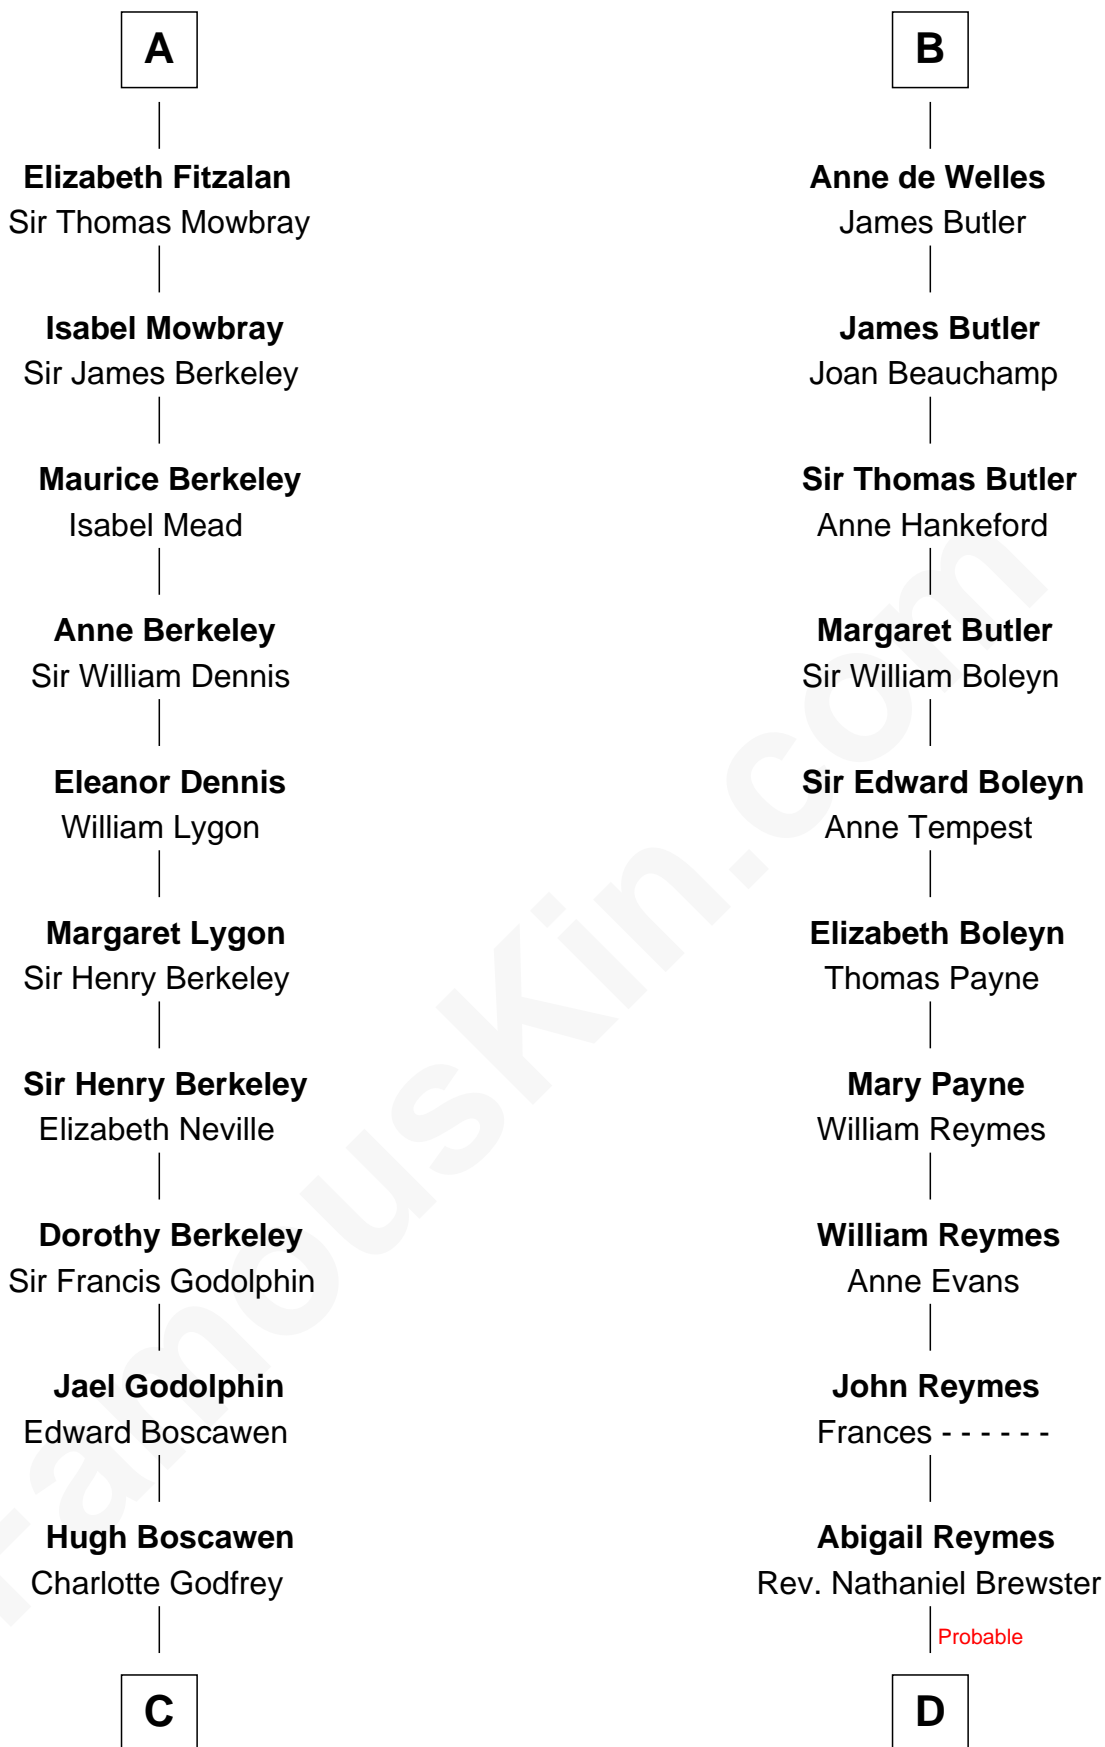 A
Elizabeth Fitzalan
Sir Thomas Mowbray
Isabel Mowbray
Sir James Berkeley
Maurice Berkeley
Isabel Mead
Anne Berkeley
Sir William Dennis
Eleanor Dennis
William Lygon
Margaret Lygon
Sir Henry Berkeley
Sir Henry Berkeley
Elizabeth Neville
Dorothy Berkeley
Sir Francis Godolphin
Jael Godolphin
Edward Boscawen
Hugh Boscawen
Charlotte Godfrey
C
B
Anne de Welles
James Butler
James Butler
Joan Beauchamp
Sir Thomas Butler
Anne Hankeford
Margaret Butler
Sir William Boleyn
Sir Edward Boleyn
Anne Tempest
Elizabeth Boleyn
Thomas Payne
Mary Payne
William Reymes
William Reymes
Anne Evans
John Reymes
Frances - - - - - -
Abigail Reymes
Rev. Nathaniel Brewster
Probable
D
FamousKin.com